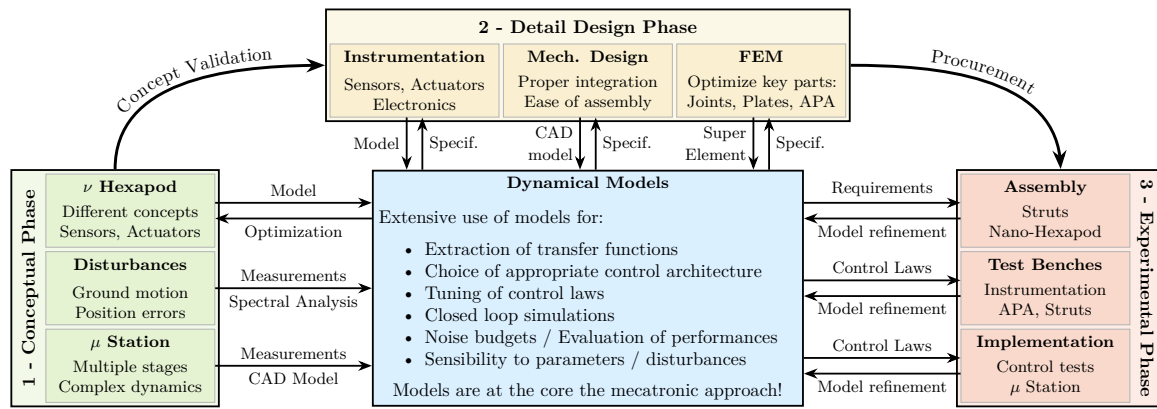 2 - Detail Design Phase
Instrumentation
Sensors, Actuators
Electronics
Mech. Design
Proper integration
Ease of assembly
FEM
Optimize key parts:
Joints, Plates, APA
Concept Validation
Procurement
Model
Specif.
CAD
model
Specif.
Super
Element
Specif.
1 - Conceptual Phase
ν Hexapod
Different concepts
Sensors, Actuators
Disturbances
Ground motion
Position errors
μ Station
Multiple stages
Complex dynamics
Model
Optimization
Measurements
Spectral Analysis
Measurements
CAD Model
Dynamical Models
Extensive use of models for:
• Extraction of transfer functions
• Choice of appropriate control architecture
• Tuning of control laws
• Closed loop simulations
• Noise budgets / Evaluation of performances
• Sensibility to parameters / disturbances
Models are at the core the mecatronic approach!
Requirements
Model refinement
Control Laws
Model refinement
Control Laws
Model refinement
Assembly
Struts
Nano-Hexapod
Test Benches
Instrumentation
APA, Struts
Implementation
Control tests
μ Station
3 - Experimental Phase